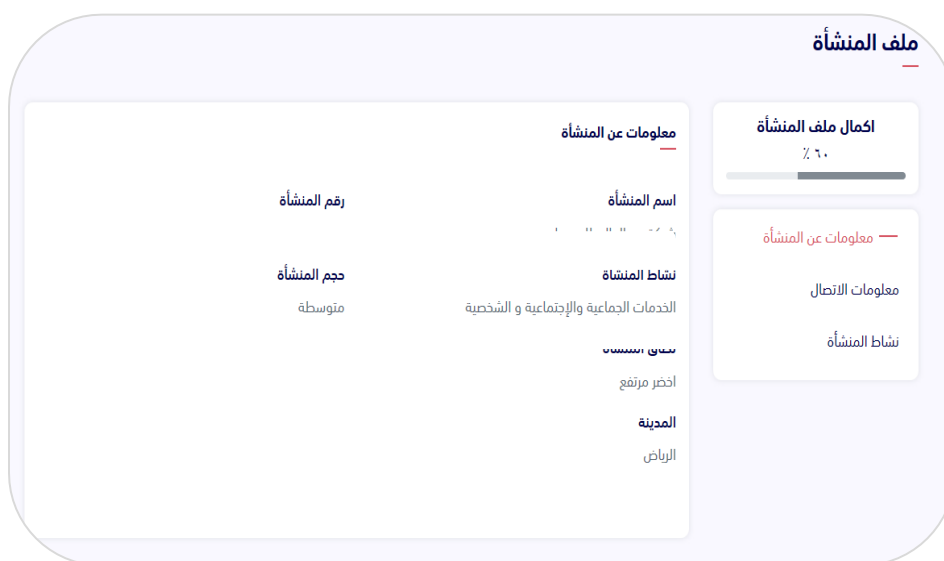 ملف المنشأة
اكمال ملف المنشأة
٦٠ ٪
معلومات عن المنشأة
معلومات الاتصال
نشاط المنشأة
معلومات عن المنشأة
اسم المنشأة
رقم المنشأة
نشاط المنشاة
حجم المنشأة
الخدمات الجماعية والإجتماعية و الشخصية
متوسطة
اخضر مرتفع
المدينة
الرياض